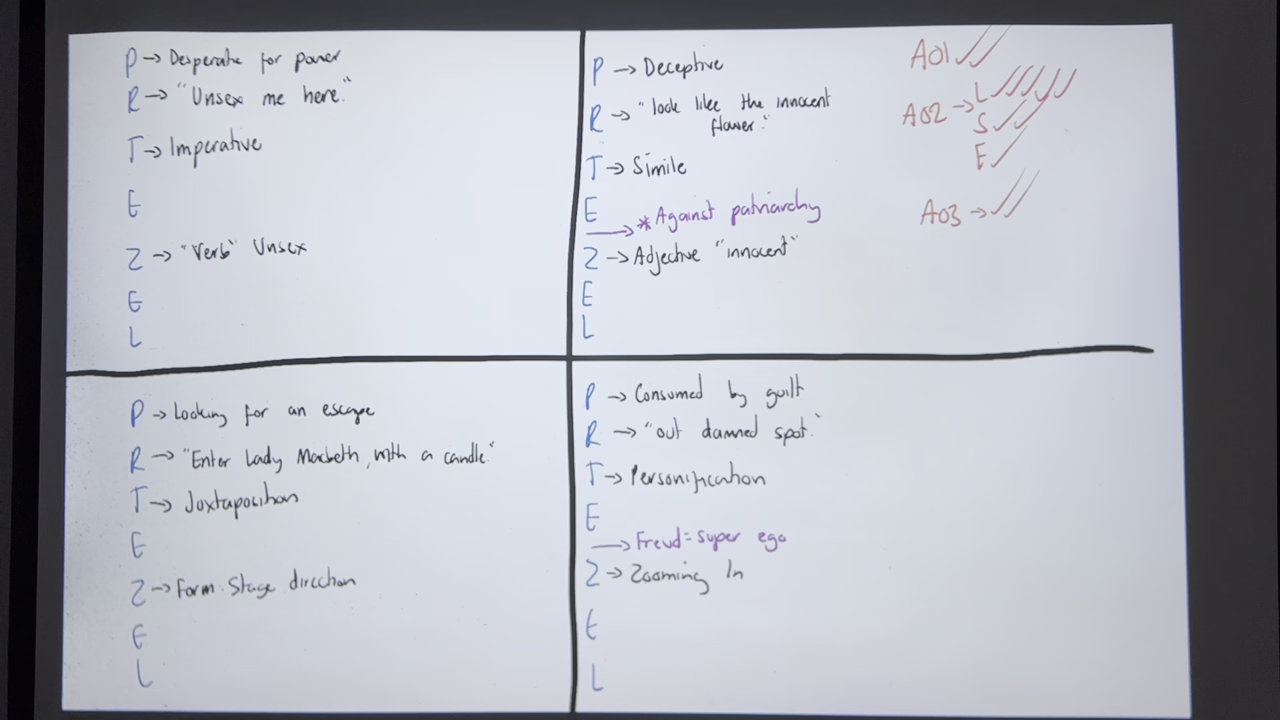 P → Desperate for power
R → "Unsex me here."
T → Imperative
E
Z → "Verb" Unsex
E
L
P → Deceptive
R → "look like the innocent
flower."
T → Simile
E
→ *Against patriarchy
Z → Adjective "innocent"
E
L
AO1 ✓✓
AO2 → L ✓✓✓✓✓
S ✓✓✓
E ✓
AO3 → ✓✓
P → Looking for an escape
R → "Enter Lady Macbeth, with a candle"
T → Juxtaposition
E
Z → Form: Stage direction
E
L
P → Consumed by guilt
R → "out damned spot."
T → Personification
E
→ Freud = super ego
Z → Zooming In
E
L